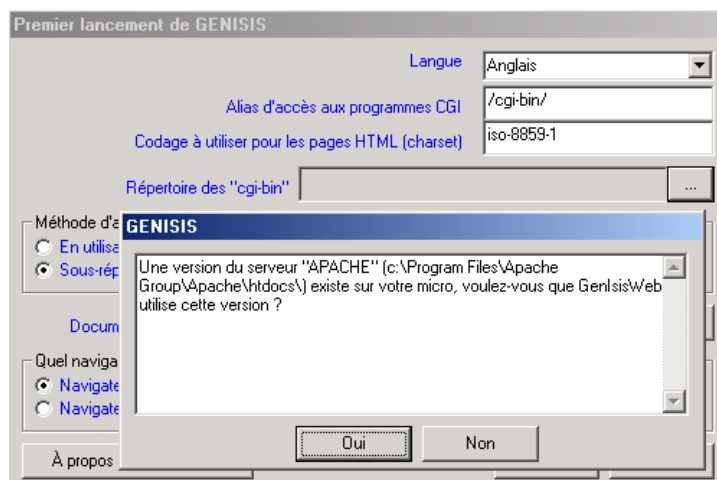 Premier lancement de GENISIS
Langue
Anglais
Alias d'accès aux programmes CGI
/cgi-bin/
Codage à utiliser pour les pages HTML (charset)
iso-8859-1
Répertoire des "cgi-bin"
...
Méthode
En
Sous-rép
GENISIS
Une version du serveur "APACHE" (c:\Program Files\Apache
Group\Apache\htdocs\) existe sur votre micro, voulez-vous que GenIsisWeb
utilise cette version ?
Docum
Quel naviga
Navigate
Navigate
Oui
Non
À propos